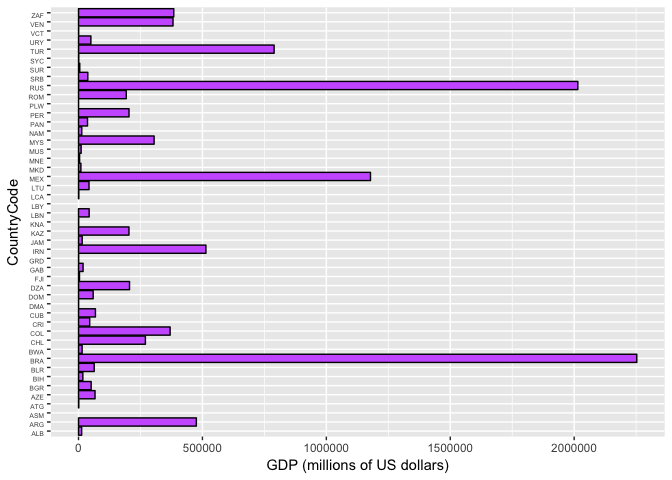 ZAF
VEN
VCT
URY
TUR
SYC
SUR
SRB
RUS
ROM
PLW
PER
PAN
NAM
MYS
MUS
MNE
MKD
MEX
LTU
LCA
LBY
LBN
KNA
KAZ
JAM
IRN
GRD
GAB
FJI
DZA
DOM
DMA
CUB
CRI
COL
CHL
BWA
BRA
BLR
BIH
BGR
AZE
ATG
ASM
ARG
ALB
CountryCode
0 500000 1000000 1500000 2000000
GDP (millions of US dollars)